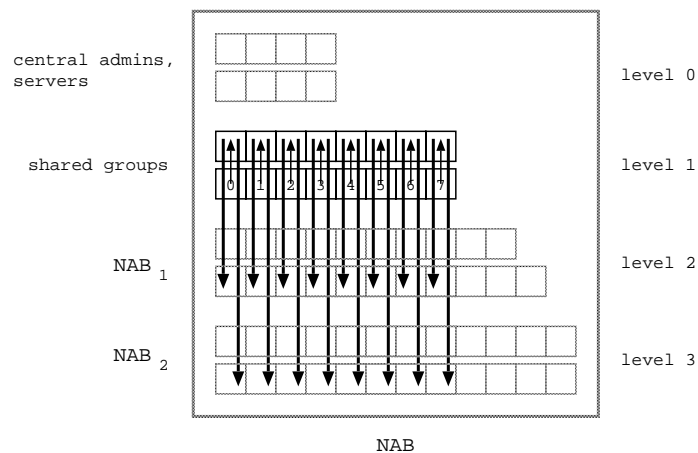 central admins,
servers
level 0
shared groups
level 1
0 1 2 3 4 5 6 7
NAB 1
level 2
NAB 2
level 3
NAB